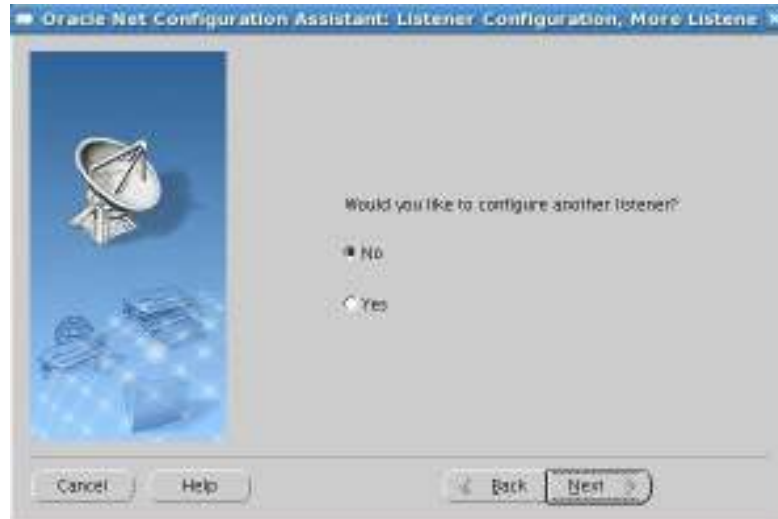 Oracle Net Configuration Assistant: Listener Configuration, More Listene
Would you like to configure another listener?
No
Yes
Cancel
Help
Back
Next